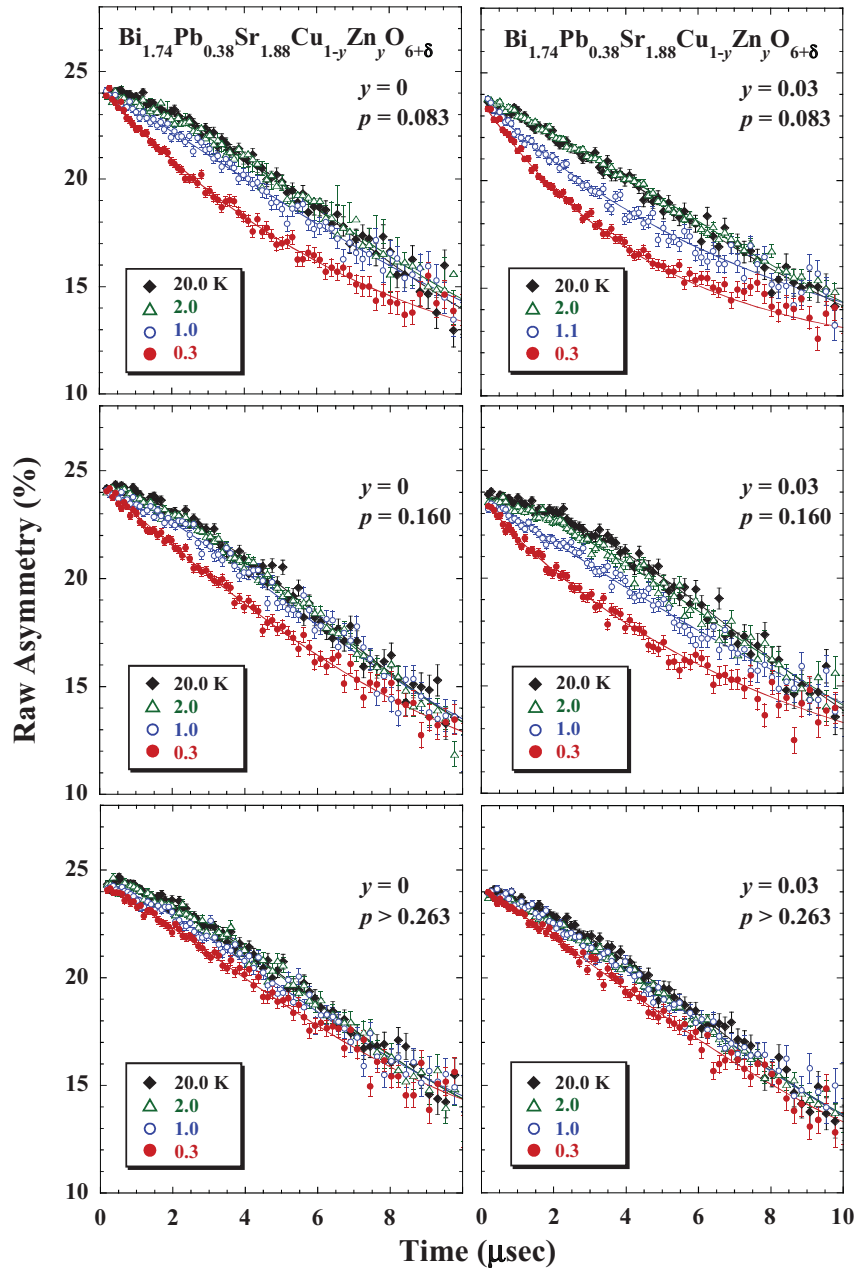 Bi1.74Pb0.38Sr1.88Cu1-yZnyO6+δ
y = 0
p = 0.083
25
20
15
10
20.0 K
2.0
1.0
0.3
Bi1.74Pb0.38Sr1.88Cu1-yZnyO6+δ
y = 0.03
p = 0.083
20.0 K
2.0
1.1
0.3
Raw Asymmetry (%)
y = 0
p = 0.160
25
20
15
10
20.0 K
2.0
1.0
0.3
y = 0.03
p = 0.160
20.0 K
2.0
1.0
0.3
y = 0
p > 0.263
25
20
15
10
20.0 K
2.0
1.0
0.3
0 2 4 6 8
y = 0.03
p > 0.263
20.0 K
2.0
1.0
0.3
0 2 4 6 8 10
Time (μsec)